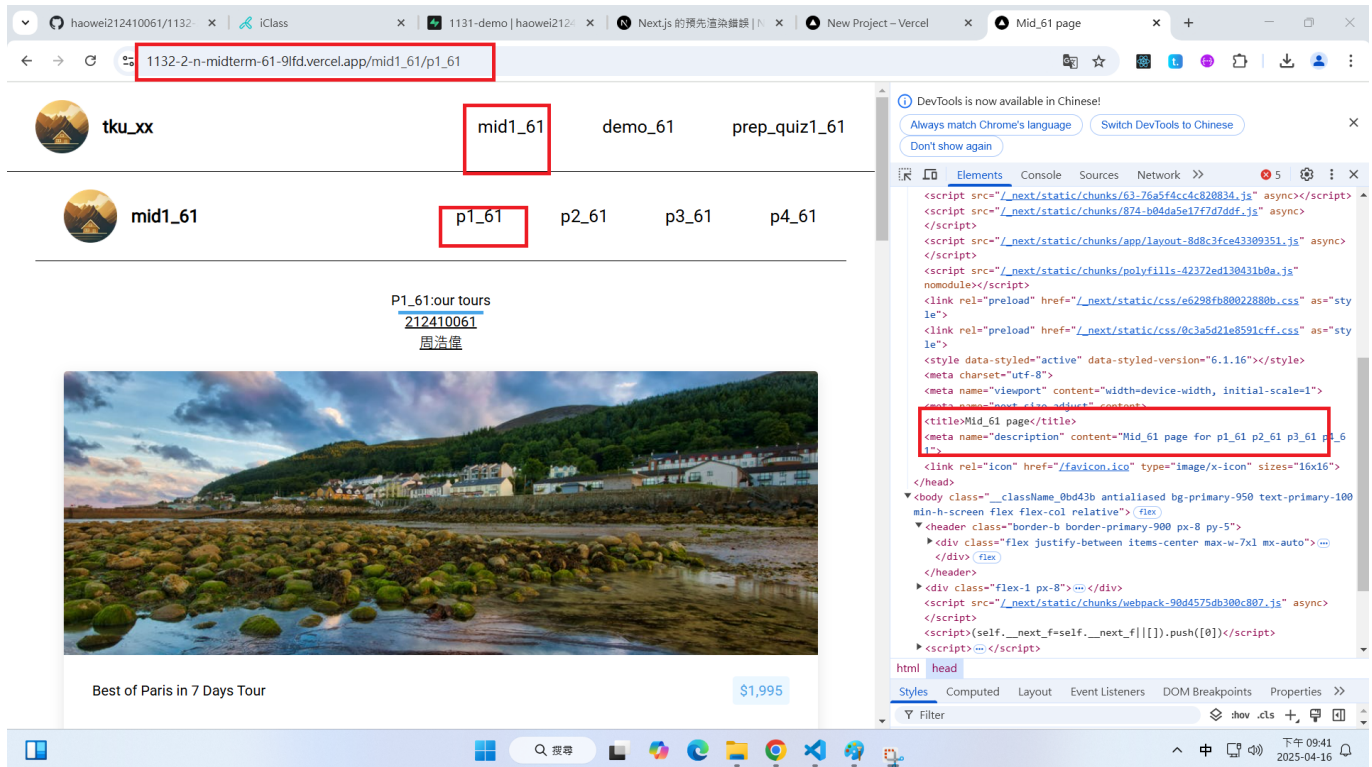 haowei212410061/1132-
iClass
1131-demo | haowei2124
Next.js 的預先渲染錯誤 | N
New Project – Vercel
Mid_61 page
1132-2-n-midterm-61-9lfd.vercel.app/mid1_61/p1_61
tku_xx
mid1_61
demo_61
prep_quiz1_61
mid1_61
p1_61
p2_61
p3_61
p4_61
P1_61:our tours
212410061
周浩偉
Best of Paris in 7 Days Tour
$1,995
DevTools is now available in Chinese!
Always match Chrome's language
Switch DevTools to Chinese
Don't show again
Elements
Console
Sources
Network
5
<script src="/_next/static/chunks/63-76a5f4cc4c820834.js" async></script>
<script src="/_next/static/chunks/874-b04da5e17f7d7ddf.js" async>
</script>
<script src="/_next/static/chunks/app/layout-8d8c3fce43309351.js" async>
</script>
<script src="/_next/static/chunks/polyfills-42372ed130431b0a.js"
nomodule></script>
<link rel="preload" href="/_next/static/css/e6298fb80022880b.css" as="sty
le">
<link rel="preload" href="/_next/static/css/0c3a5d21e8591cff.css" as="sty
le">
<style data-styled="active" data-styled-version="6.1.16"></style>
<meta charset="utf-8">
<meta name="viewport" content="width=device-width, initial-scale=1">
<meta name="next-size-adjust" content>
<title>Mid_61 page</title>
<meta name="description" content="Mid_61 page for p1_61 p2_61 p3_61 p4_6
1">
<link rel="icon" href="/favicon.ico" type="image/x-icon" sizes="16x16">
</head>
<body class="__className_0bd43b antialiased bg-primary-950 text-primary-100
min-h-screen flex flex-col relative"> flex
<header class="border-b border-primary-900 px-8 py-5">
<div class="flex justify-between items-center max-w-7xl mx-auto">
</div> flex
</header>
<div class="flex-1 px-8"> </div>
<script src="/_next/static/chunks/webpack-90d4575db300c807.js" async>
</script>
<script>(self.__next_f=self.__next_f||[]).push([0])</script>
<script> </script>
html head
Styles
Computed
Layout
Event Listeners
DOM Breakpoints
Properties
Filter
:hov .cls
搜尋
中
下午 09:41
2025-04-16